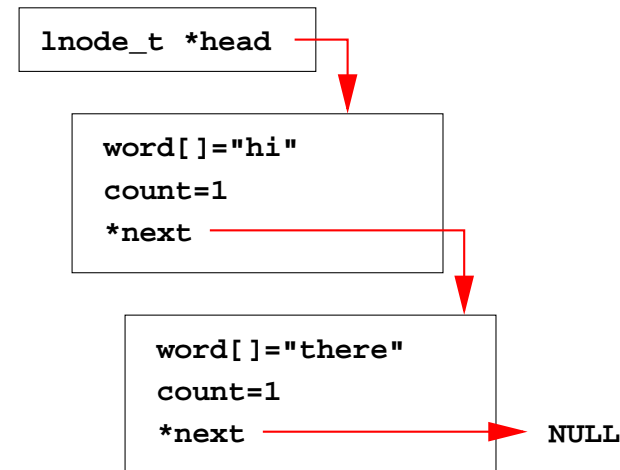 lnode_t *head
word[]="hi"
count=1
*next
word[]="there"
count=1
*next NULL